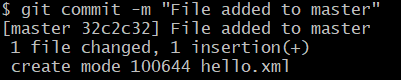 $ git commit -m "File added to master"
[master 32c2c32] File added to master
 1 file changed, 1 insertion(+)
 create mode 100644 hello.xml